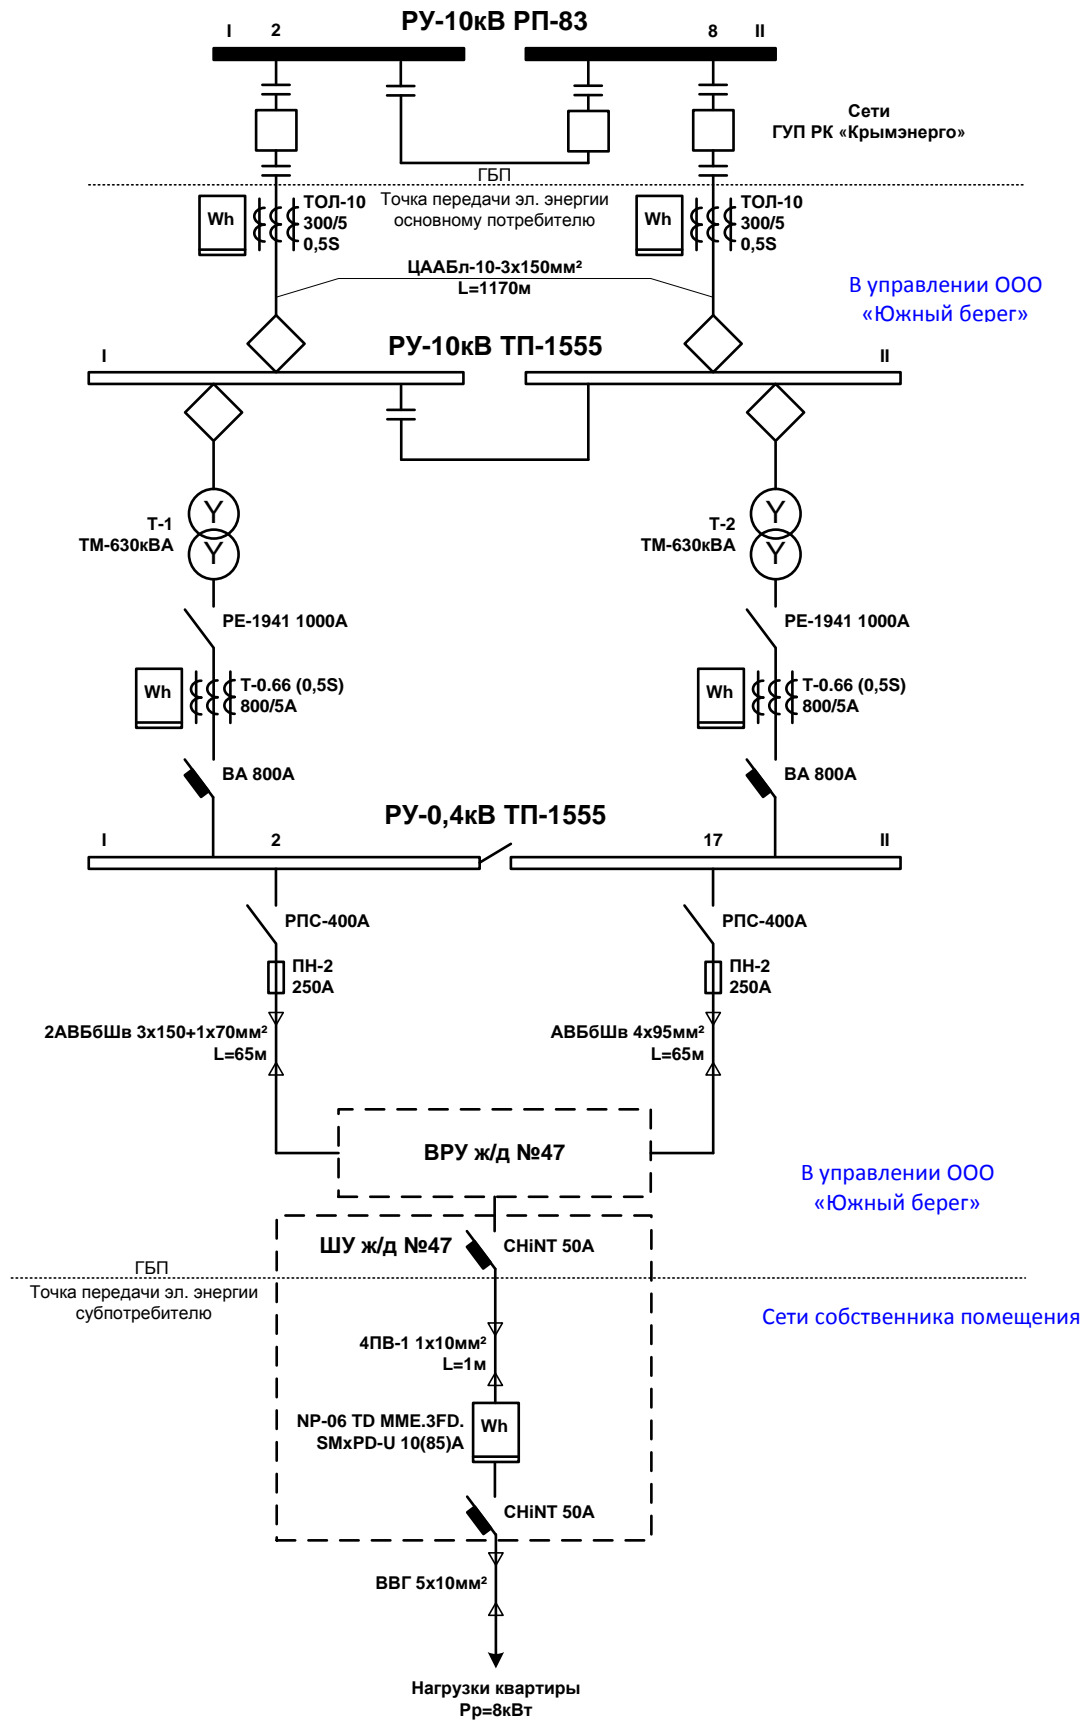 РУ-10кВ РП-83
I 2
8 II
Сети
ГУП РК «Крымэнерго»
ГБП
Точка передачи эл. энергии
основному потребителю
Wh
ТОЛ-10
300/5
0,5S
Wh
ТОЛ-10
300/5
0,5S
ЦААБл-10-3х150мм²
L=1170м
В управлении ООО
«Южный берег»
РУ-10кВ ТП-1555
I
II
Y
Y
Т-1
ТМ-630кВА
Y
Y
Т-2
ТМ-630кВА
РЕ-1941 1000А
РЕ-1941 1000А
Wh
Т-0.66 (0,5S)
800/5А
Wh
Т-0.66 (0,5S)
800/5А
ВА 800А
ВА 800А
РУ-0,4кВ ТП-1555
I 2
17 II
РПС-400А
РПС-400А
ПН-2
250А
ПН-2
250А
2АВБбШв 3х150+1х70мм²
L=65м
АВБбШв 4х95мм²
L=65м
ВРУ ж/д №47
В управлении ООО
«Южный берег»
ШУ ж/д №47
CHiNT 50A
ГБП
Точка передачи эл. энергии
субпотребителю
Сети собственника помещения
4ПВ-1 1х10мм²
L=1м
NP-06 TD MME.3FD.
SMxPD-U 10(85)A
Wh
CHiNT 50A
ВВГ 5х10мм²
Нагрузки квартиры
Рр=8кВт